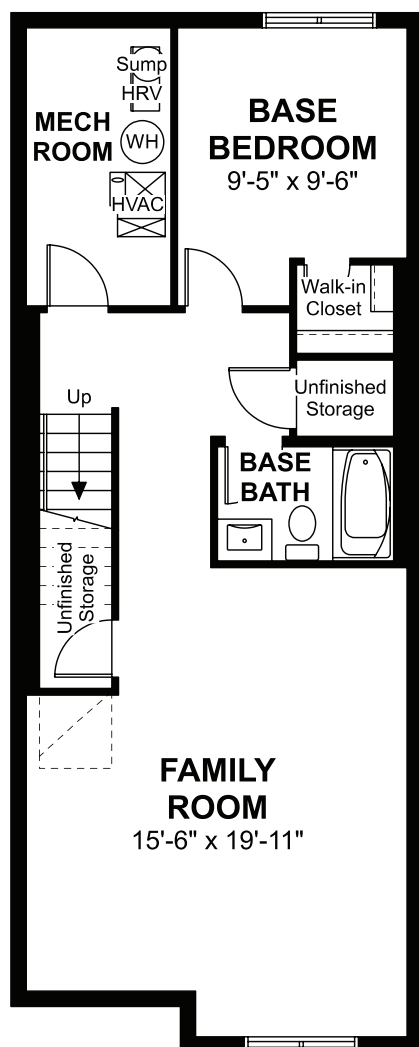 Sump
HRV
MECH
ROOM
WH
HVAC
BASE
BEDROOM
9'-5" x 9'-6"
Walk-in
Closet
Up
Unfinished
Storage
BASE
BATH
Unfinished
Storage
FAMILY
ROOM
15'-6" x 19'-11"